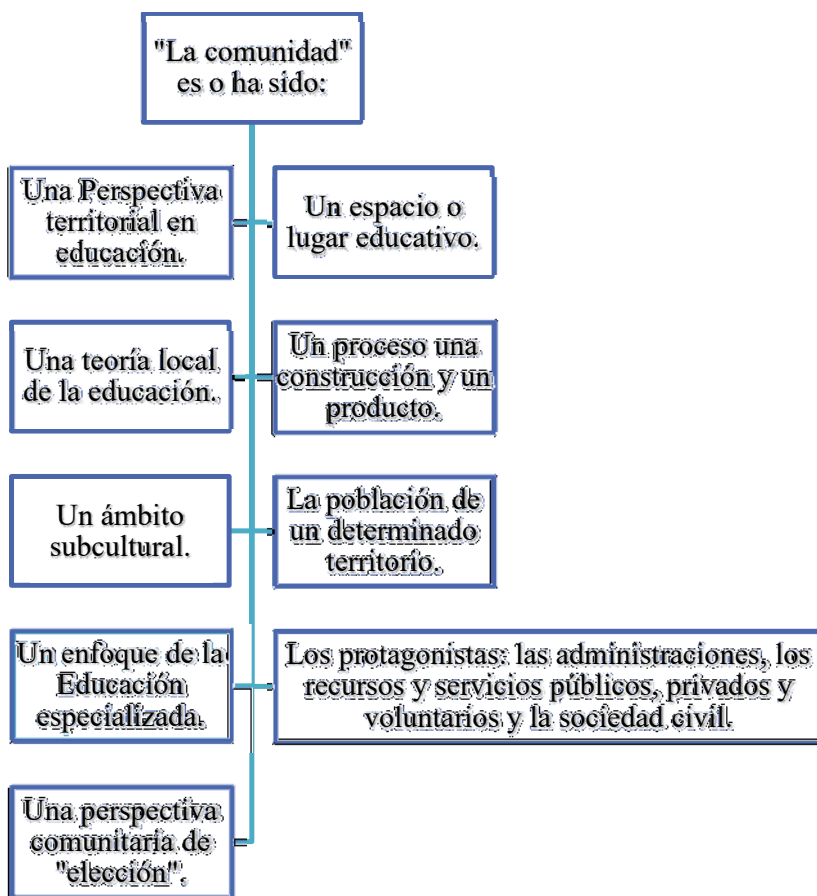 "La comunidad"
es o ha sido:
Una Perspectiva
territorial en
educación.
Un espacio o
lugar educativo.
Una teoría local
de la educación.
Un proceso una
construcción y un
producto.
Un ámbito
subcultural.
La población de
un determinado
territorio.
Un enfoque de la
Educación
especializada.
Los protagonistas: las administraciones, los
recursos y servicios públicos, privados y
voluntarios y la sociedad civil.
Una perspectiva
comunitaria de
"elección".